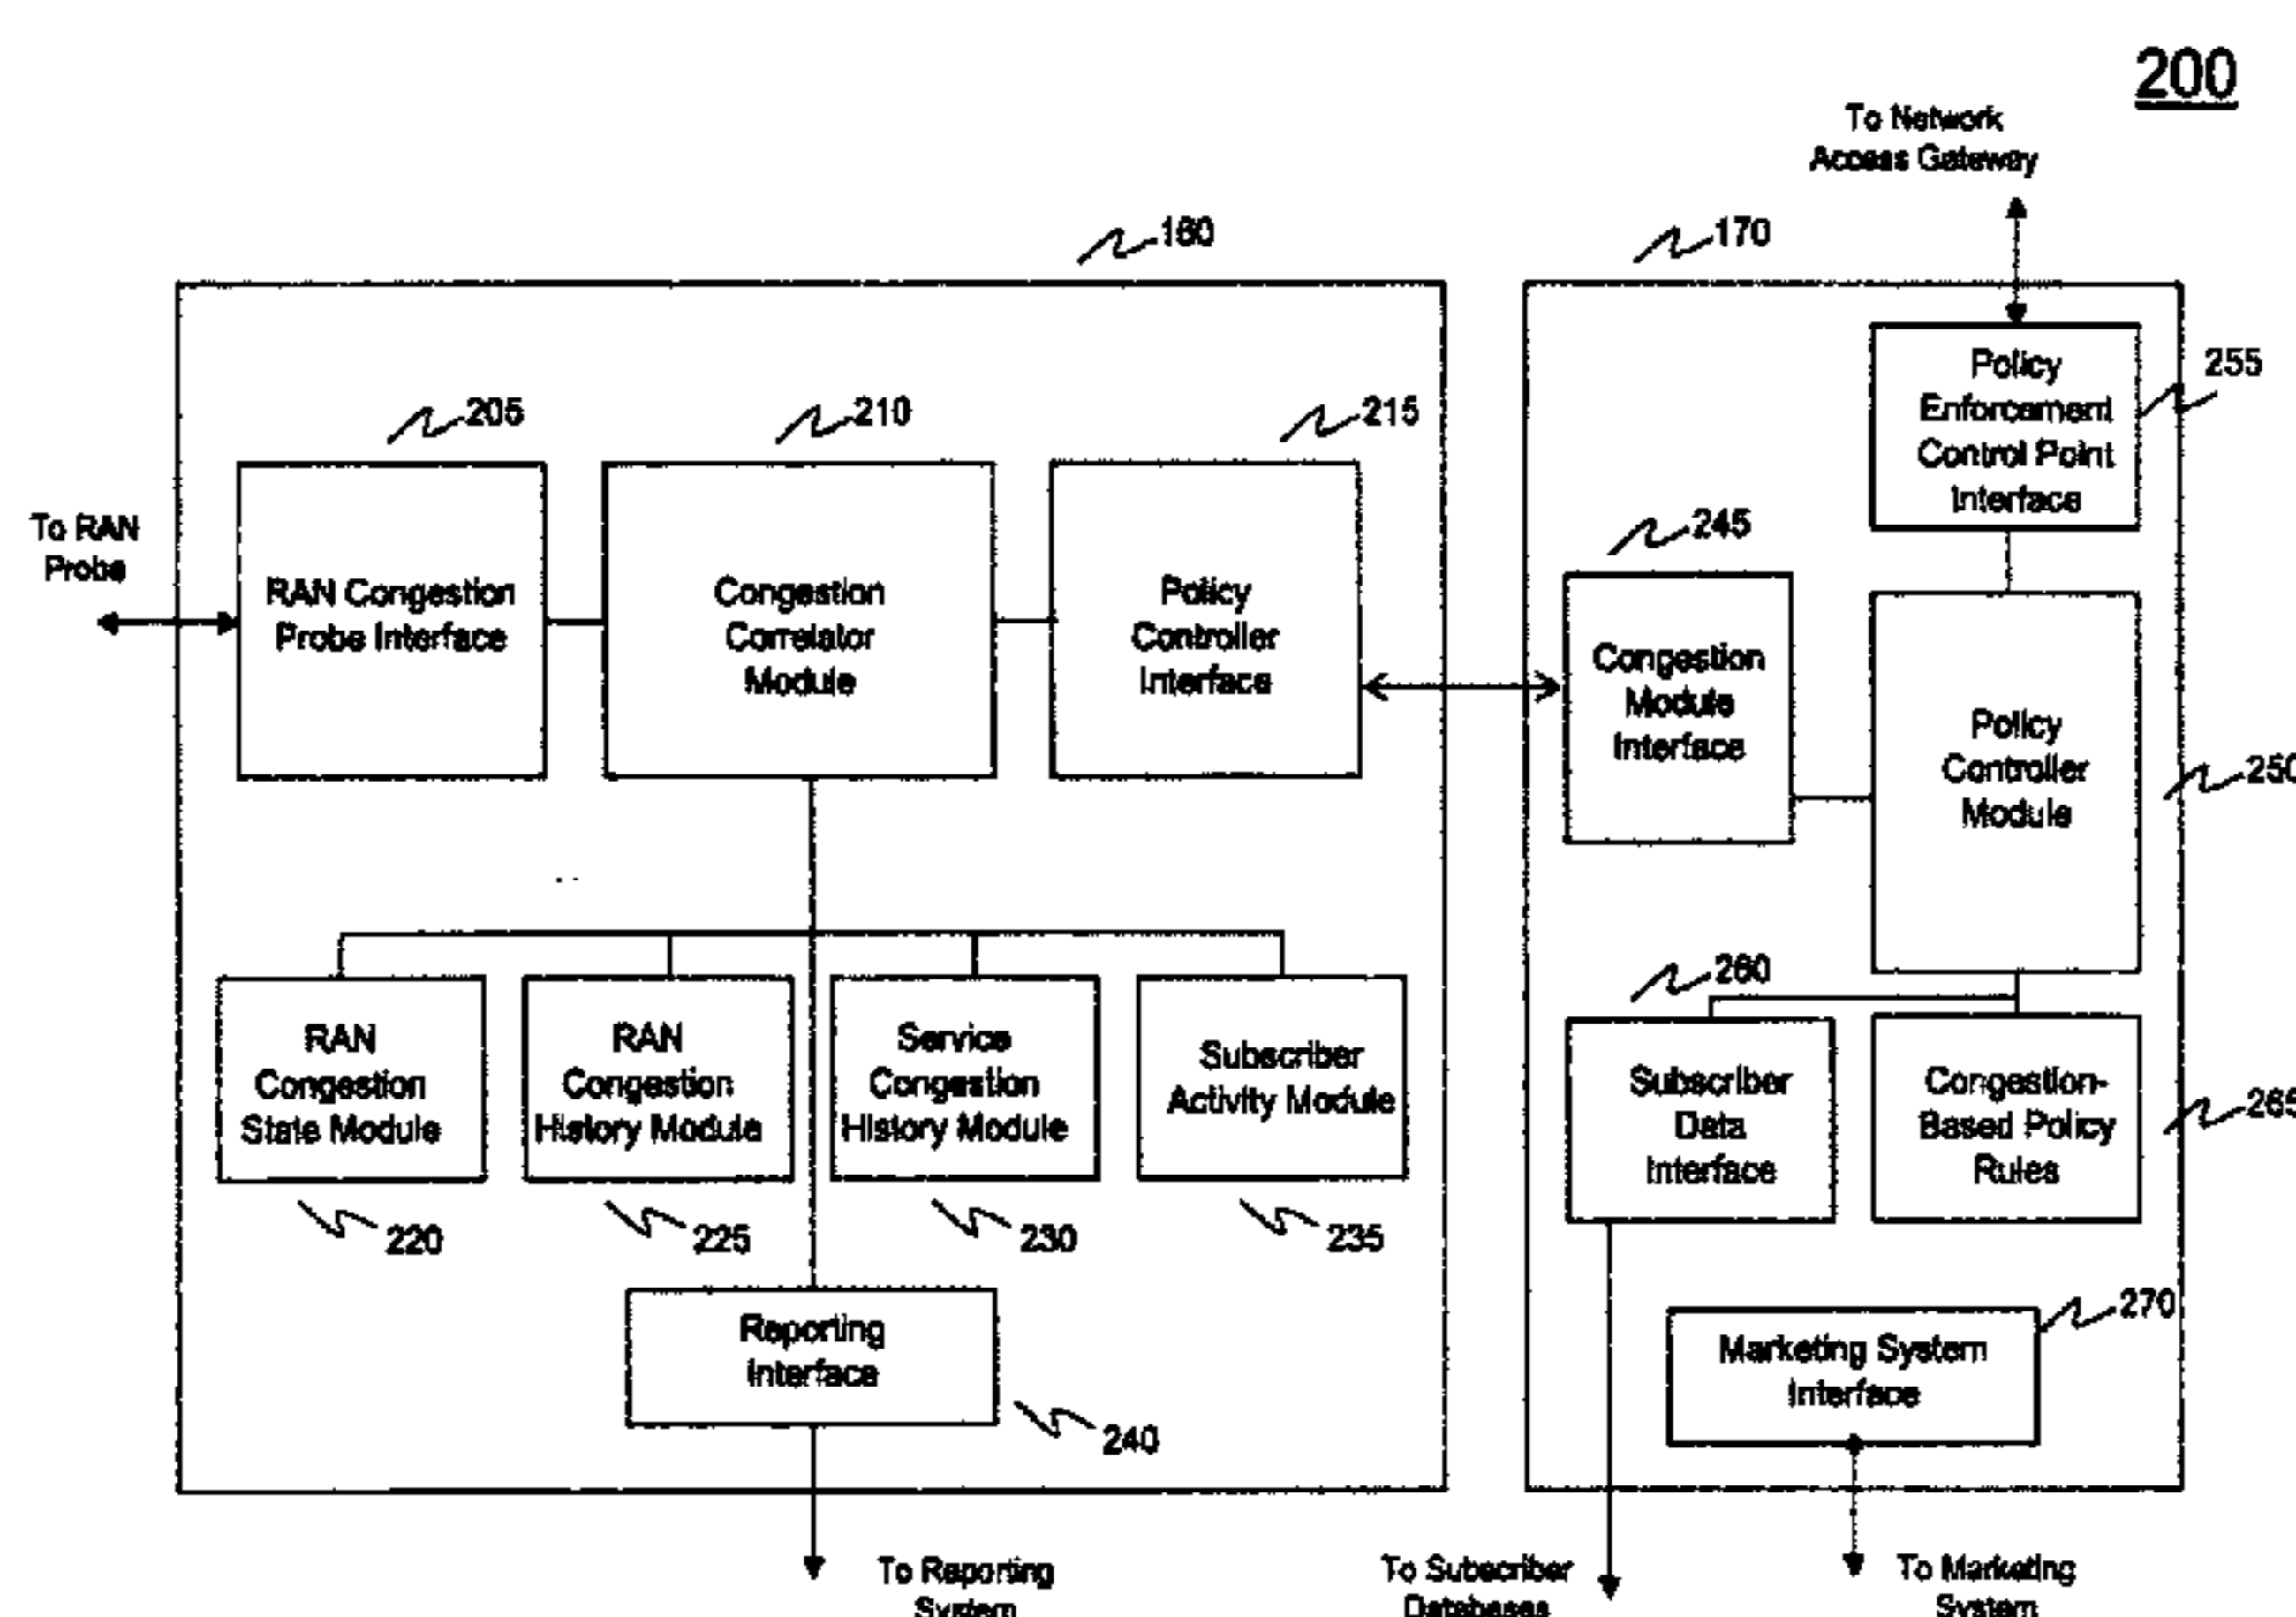 200
To Network
Access Gateway
160
170
Policy
Enforcement
Control Point
Interface
255
205
210
215
To RAN
Probe
RAN Congestion
Probe Interface
Congestion
Correlator
Module
Policy
Controller
Interface
245
Congestion
Module
Interface
Policy
Controller
Module
250
260
RAN
Congestion
State Module
RAN
Congestion
History Module
Service
Congestion
History Module
Subscriber
Activity Module
Subscriber
Data
Interface
Congestion-
Based Policy
Rules
265
220
225
230
235
Reporting
Interface
240
270
Marketing System
Interface
To Reporting
System
To Subscriber
Databases
To Marketing
System